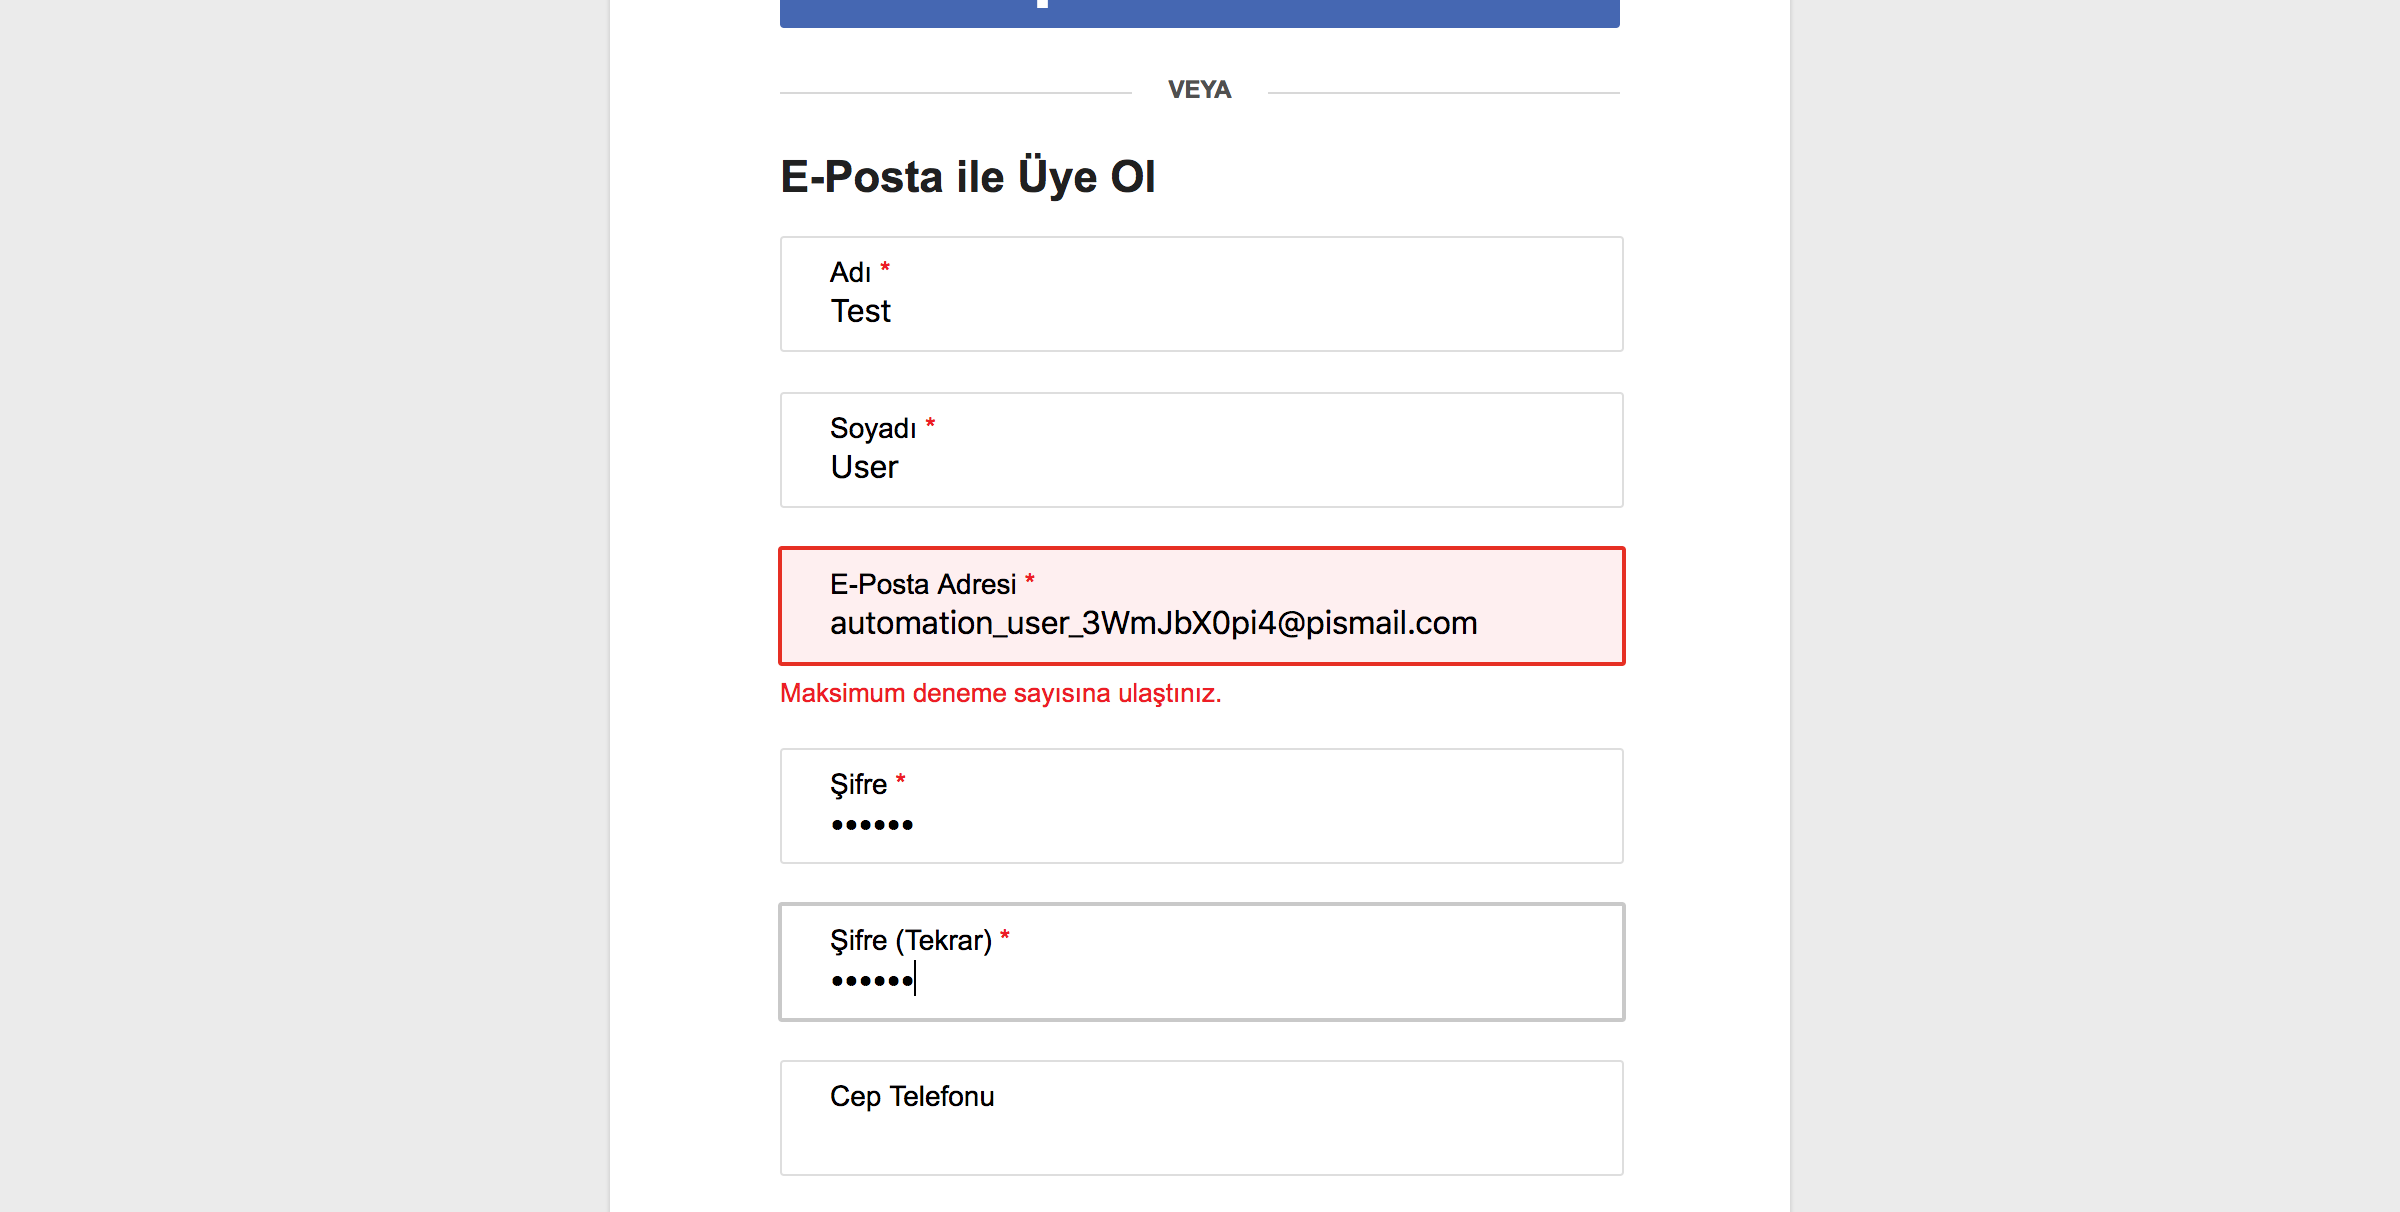 VEYA
E-Posta ile Üye Ol
Adı *
Test
Soyadı *
User
E-Posta Adresi *
automation_user_3WmJbX0pi4@pismail.com
Maksimum deneme sayısına ulaştınız.
Şifre *
••••••
Şifre (Tekrar) *
••••••
Cep Telefonu